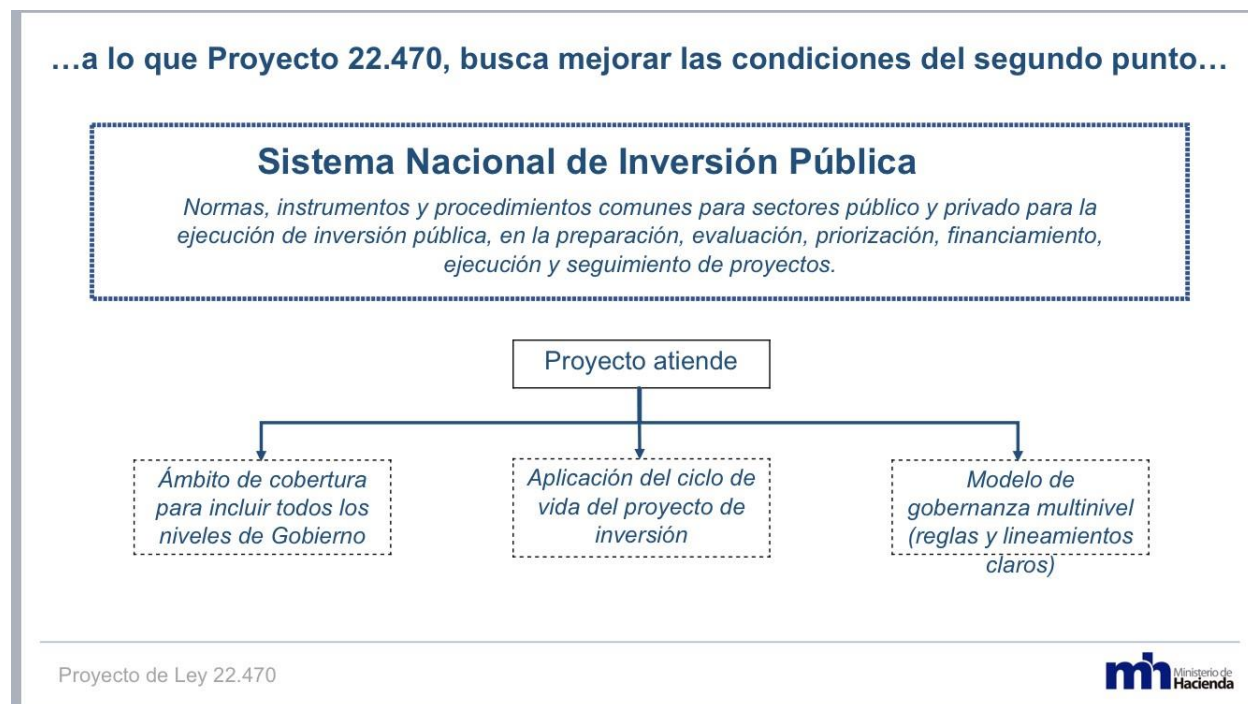 …a lo que Proyecto 22.470, busca mejorar las condiciones del segundo punto…
Sistema Nacional de Inversión Pública
Normas, instrumentos y procedimientos comunes para sectores público y privado para la
ejecución de inversión pública, en la preparación, evaluación, priorización, financiamiento,
ejecución y seguimiento de proyectos.
Proyecto atiende
Ámbito de cobertura
para incluir todos los
niveles de Gobierno
Aplicación del ciclo de
vida del proyecto de
inversión
Modelo de
gobernanza multinivel
(reglas y lineamientos
claros)
Proyecto de Ley 22.470
mh
Ministerio de
Hacienda